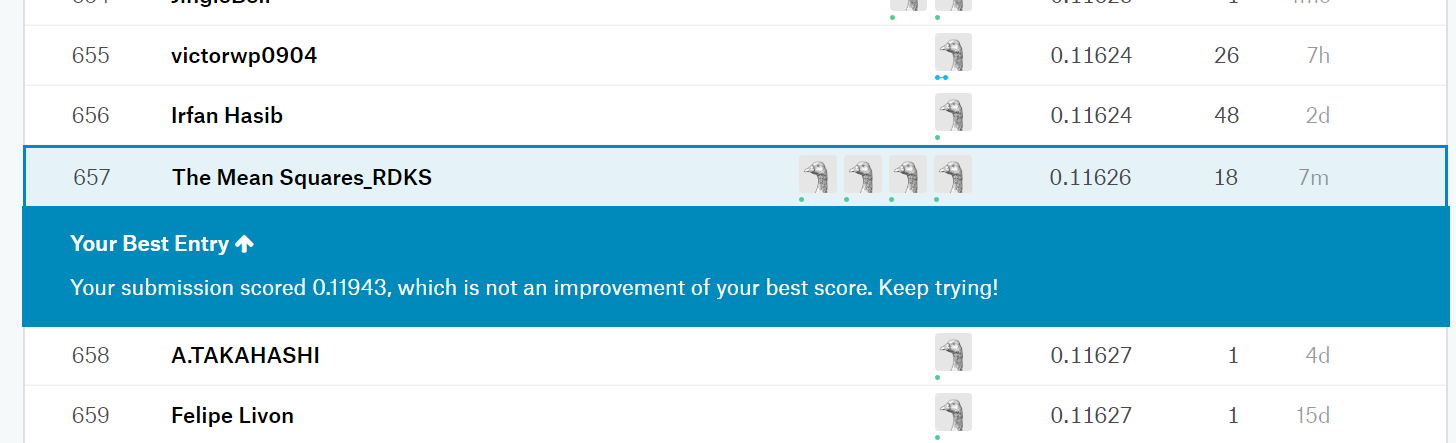 655 victorwp0904 0.11624 26 7h
656 Irfan Hasib 0.11624 48 2d
657 The Mean Squares_RDKS 0.11626 18 7m
Your Best Entry
Your submission scored 0.11943, which is not an improvement of your best score. Keep trying!
658 A.TAKAHASHI 0.11627 1 4d
659 Felipe Livon 0.11627 1 15d